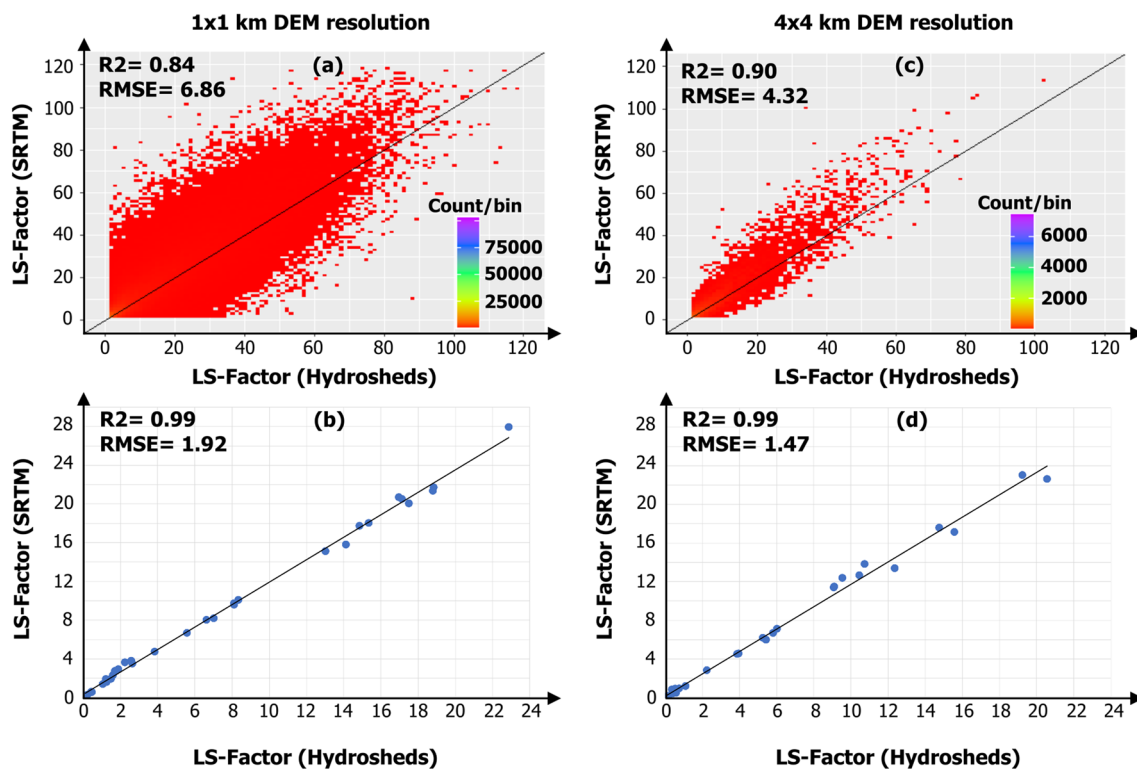 1x1 km DEM resolution
4x4 km DEM resolution
R2= 0.84
RMSE= 6.86
(a)
LS-Factor (SRTM)
120
100
80
60
40
20
0
Count/bin
75000
50000
25000
0 20 40 60 80 100 120
LS-Factor (Hydrosheds)
R2= 0.90
RMSE= 4.32
(c)
LS-Factor (SRTM)
120
100
80
60
40
20
0
Count/bin
6000
4000
2000
0 20 40 60 80 100 120
LS-Factor (Hydrosheds)
R2= 0.99
RMSE= 1.92
(b)
LS-Factor (SRTM)
28
24
20
16
12
8
4
0
0 2 4 6 8 10 12 14 16 18 20 22 24
LS-Factor (Hydrosheds)
R2= 0.99
RMSE= 1.47
(d)
LS-Factor (SRTM)
28
24
20
16
12
8
4
0
0 2 4 6 8 10 12 14 16 18 20 22 24
LS-Factor (Hydrosheds)